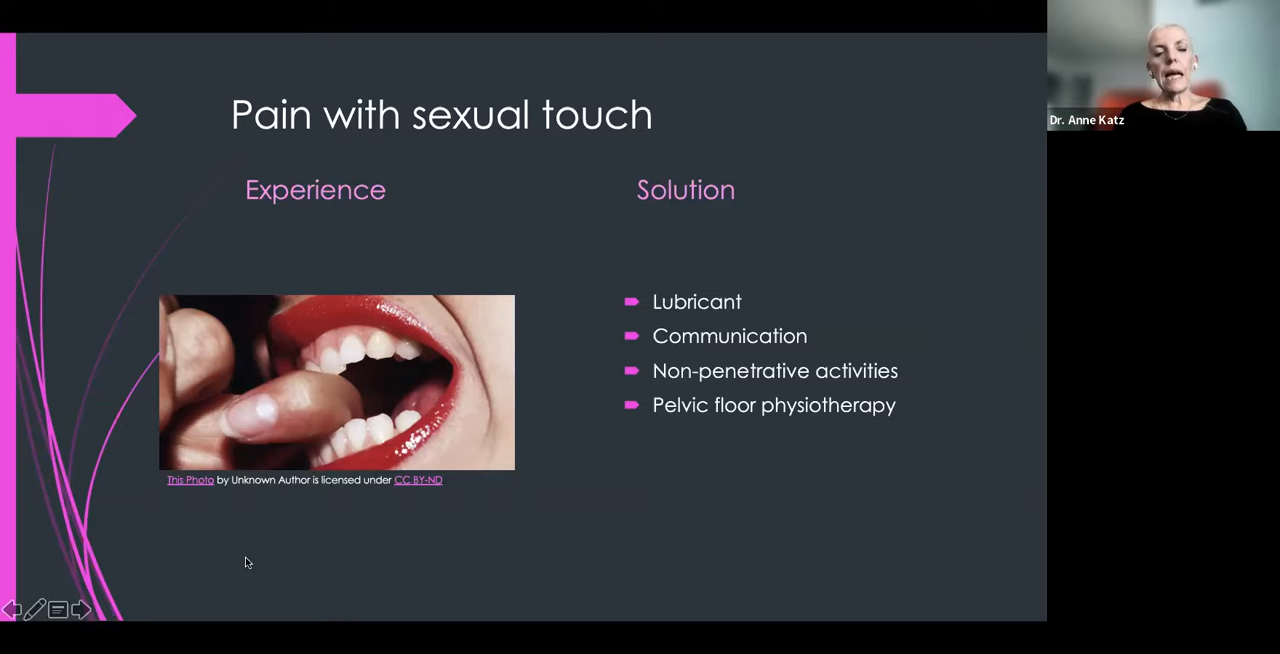 Pain with sexual touch
Experience
Solution
Lubricant
Communication
Non-penetrative activities
Pelvic floor physiotherapy
This Photo by Unknown Author is licensed under CC BY-ND
Dr. Anne Katz